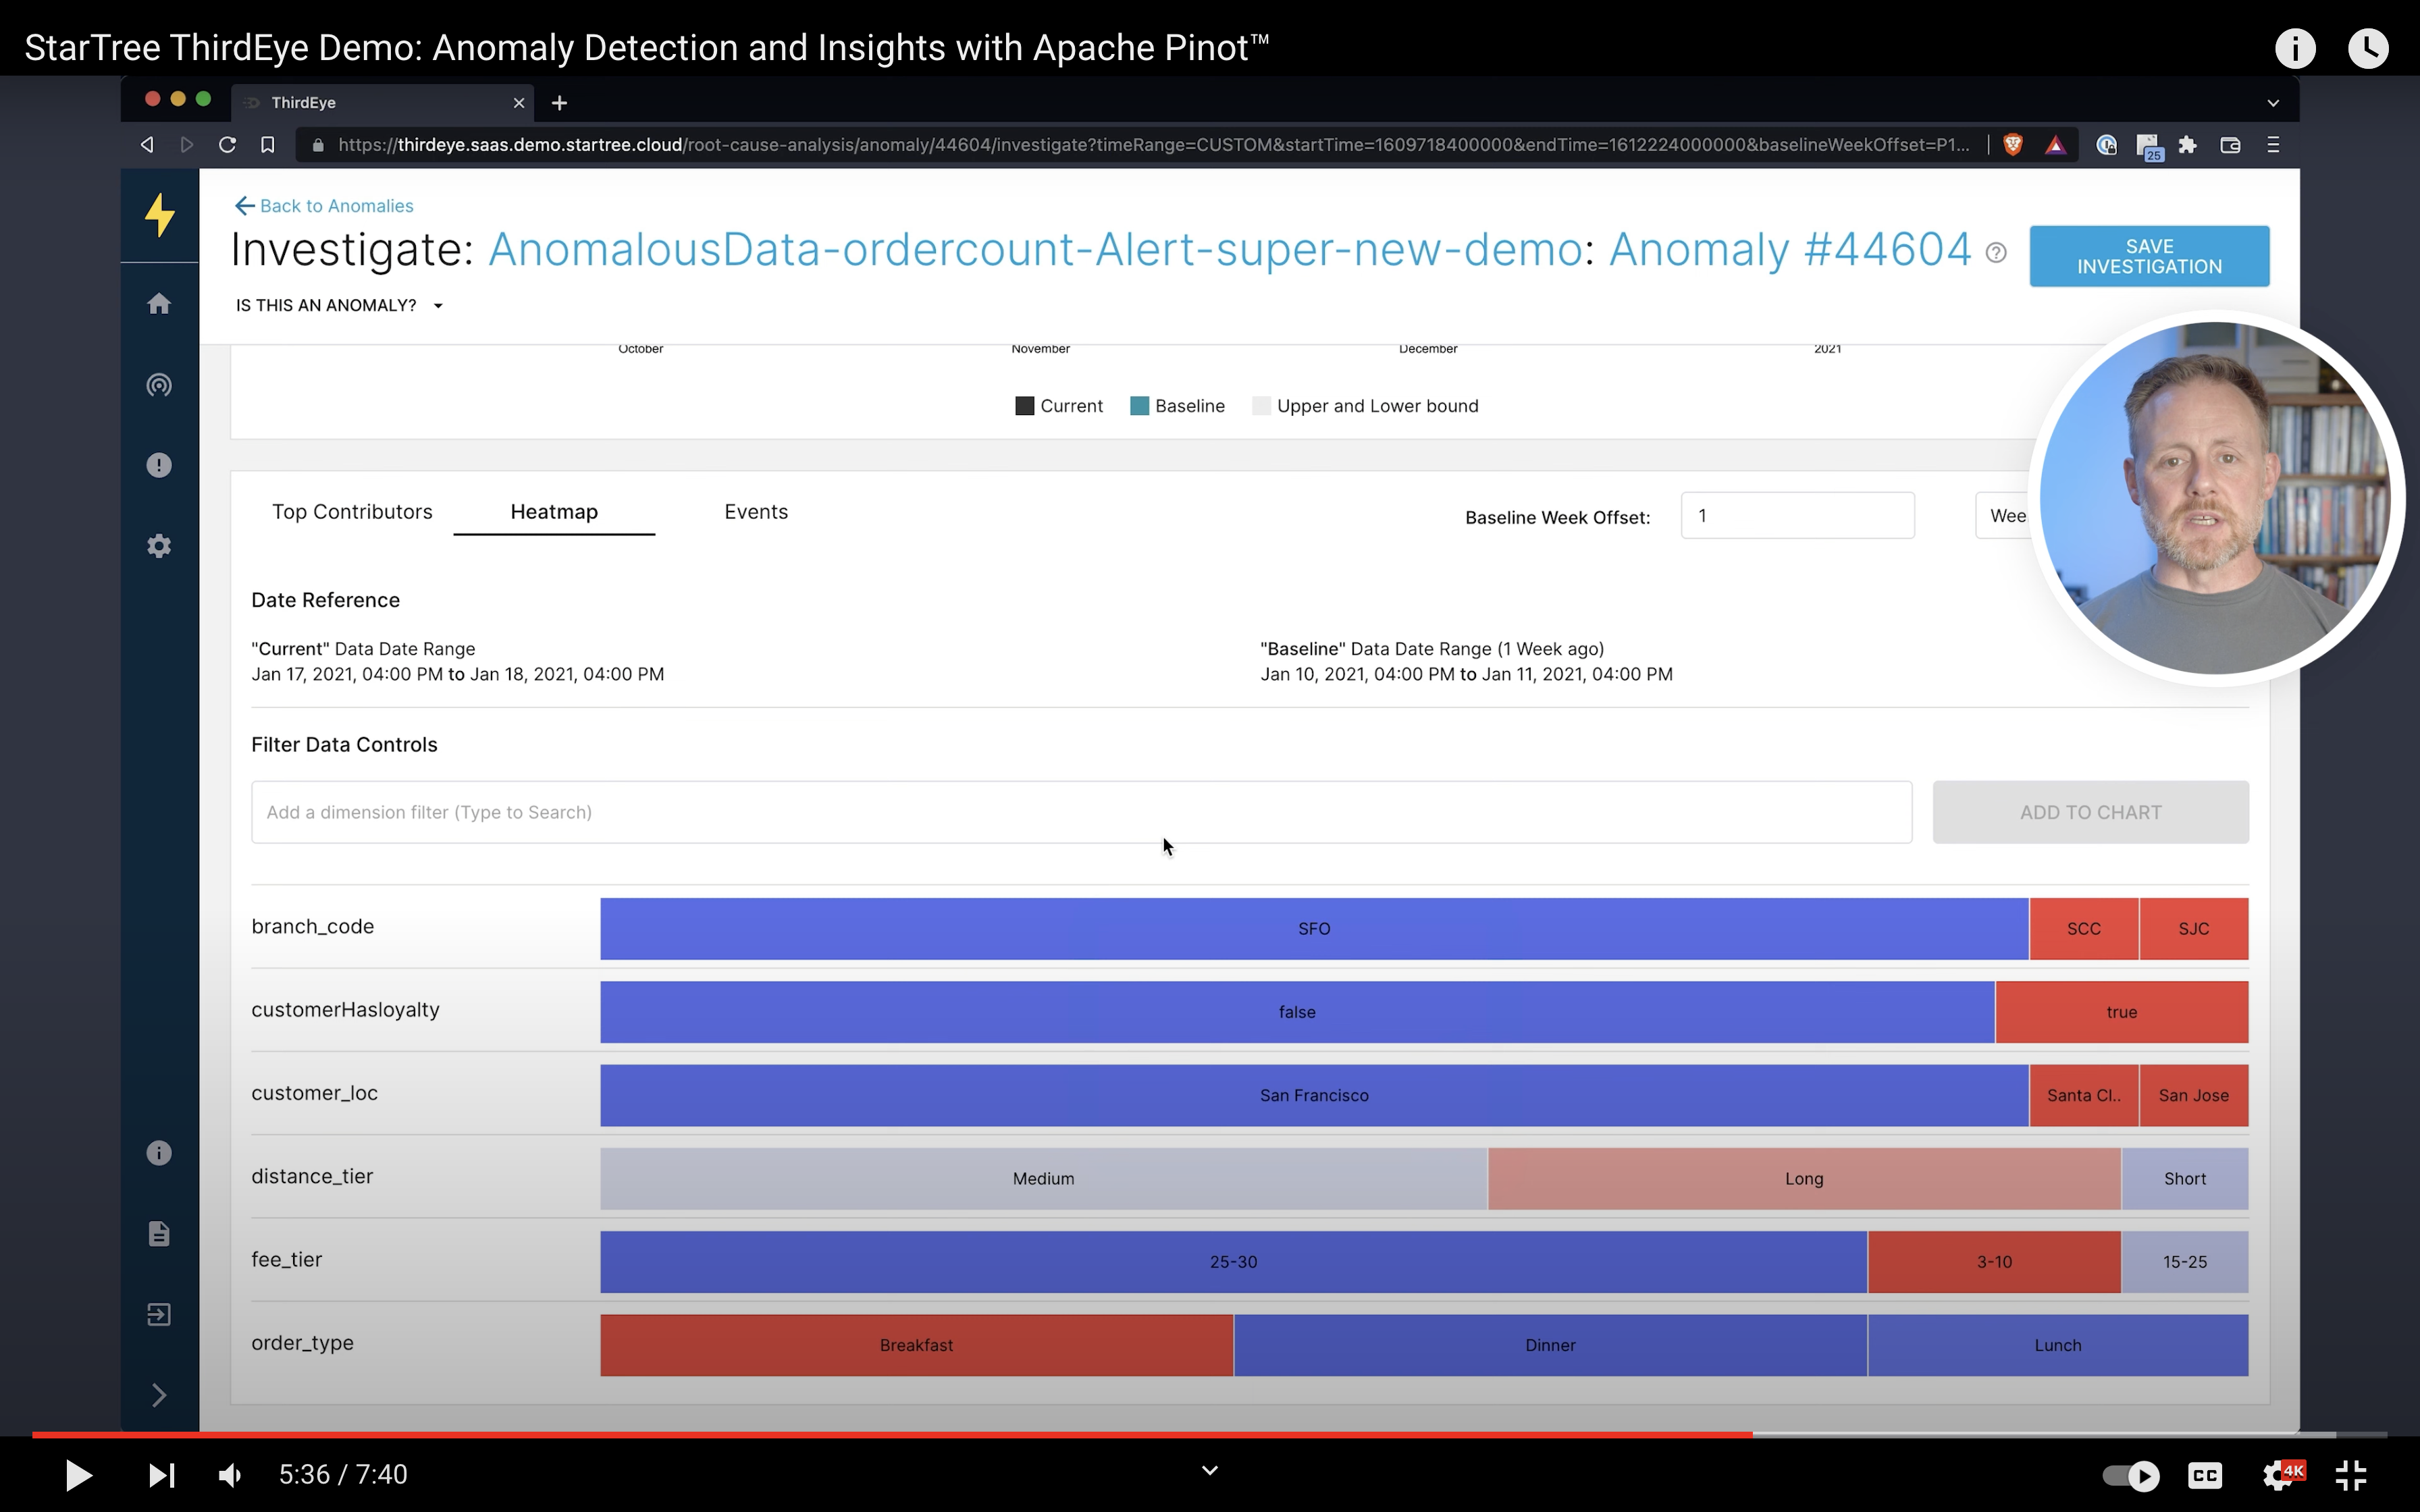 StarTree ThirdEye Demo: Anomaly Detection and Insights with Apache Pinot™
ThirdEye
https://thirdeye.saas.demo.startree.cloud/root-cause-analysis/anomaly/44604/investigate?timeRange=CUSTOM&startTime=1609718400000&endTime=1612224000000&baselineWeekOffset=P1...
25
Back to Anomalies
Investigate: AnomalousData-ordercount-Alert-super-new-demo: Anomaly #44604
SAVE
INVESTIGATION
IS THIS AN ANOMALY?
October November December 2021
Current Baseline Upper and Lower bound
Top Contributors Heatmap Events Baseline Week Offset: 1 Wee
Date Reference
"Current" Data Date Range
Jan 17, 2021, 04:00 PM to Jan 18, 2021, 04:00 PM
"Baseline" Data Date Range (1 Week ago)
Jan 10, 2021, 04:00 PM to Jan 11, 2021, 04:00 PM
Filter Data Controls
Add a dimension filter (Type to Search)
ADD TO CHART
branch_code SFO SCC SJC
customerHasloyalty false true
customer_loc San Francisco Santa Cl.. San Jose
distance_tier Medium Long Short
fee_tier 25-30 3-10 15-25
order_type Breakfast Dinner Lunch
5:36 / 7:40
CC
4K